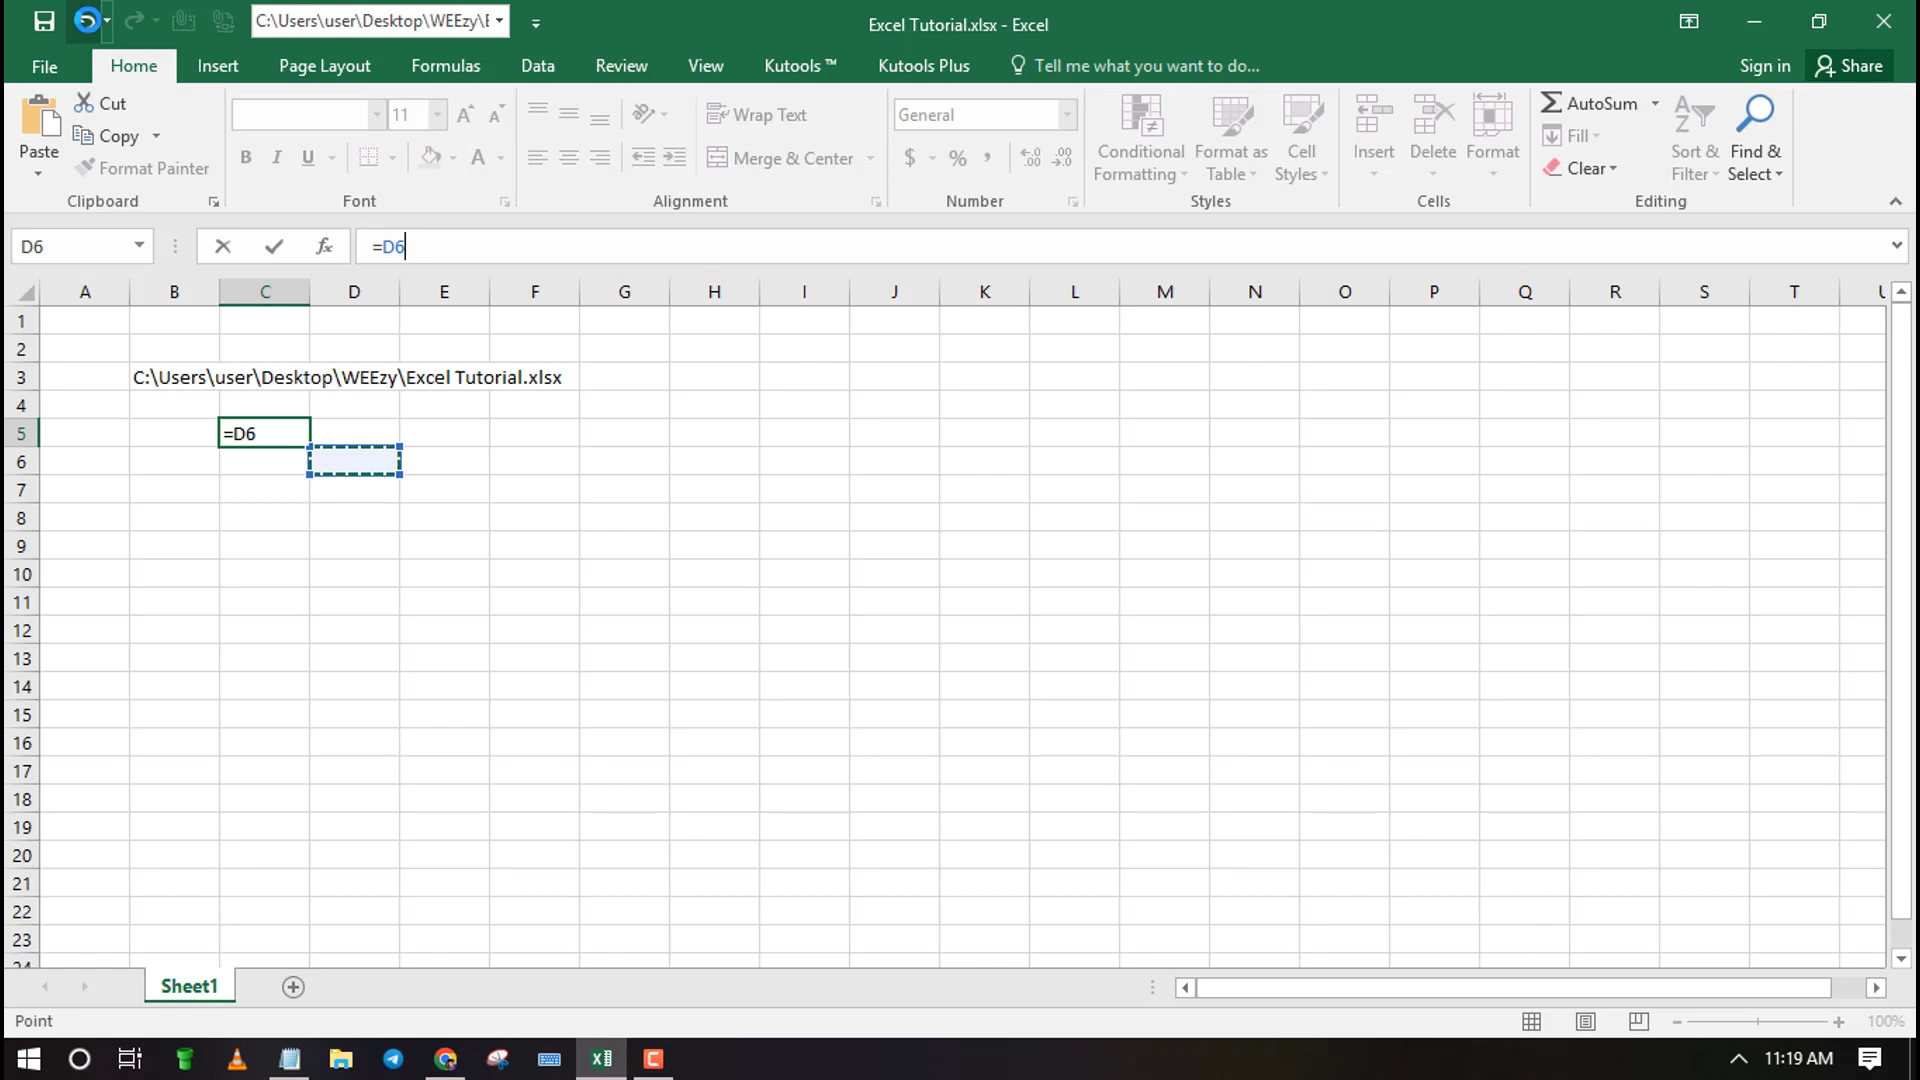 C:\Users\user\Desktop\WEEzy\E
Excel Tutorial.xlsx - Excel
File Home Insert Page Layout Formulas Data Review View Kutools ™ Kutools Plus Tell me what you want to do... Sign in Share
Paste
Cut
Copy
Format Painter
Clipboard
11
B I U A
Font
Wrap Text
Merge & Center
Alignment
General
$ % , .00
Number
Conditional Formatting
Format as Table
Cell Styles
Styles
Insert Delete Format
Cells
AutoSum
Fill
Clear
Sort & Filter
Find & Select
Editing
D6 fx =D6
A B C D E F G H I J K L M N O P Q R S T
1
2
3 C:\Users\user\Desktop\WEEzy\Excel Tutorial.xlsx
4
5 =D6
6
7
8
9
10
11
12
13
14
15
16
17
18
19
20
21
22
23
Sheet1
Point 100%
11:19 AM